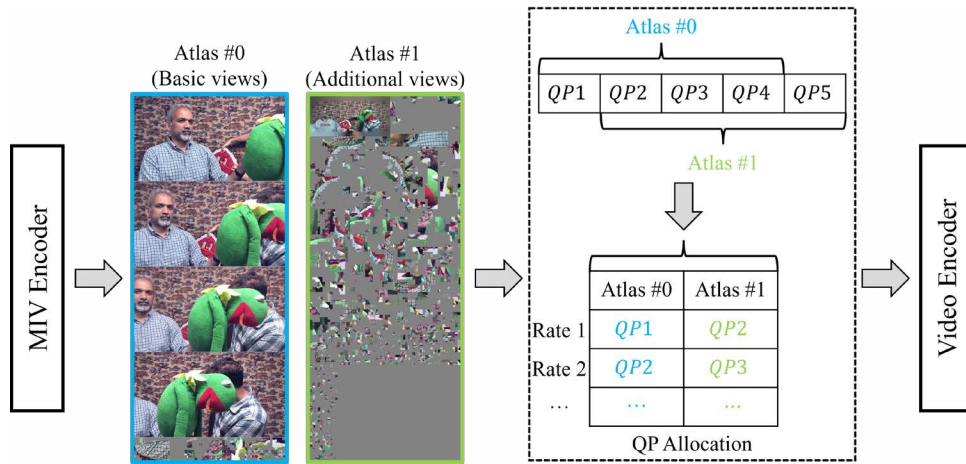 MIV Encoder
Atlas #0
(Basic views)
Atlas #1
(Additional views)
Atlas #0
QP1 QP2 QP3 QP4 QP5
Atlas #1
Atlas #0 Atlas #1
Rate 1 QP1 QP2
Rate 2 QP2 QP3
... ... ...
QP Allocation
Video Encoder